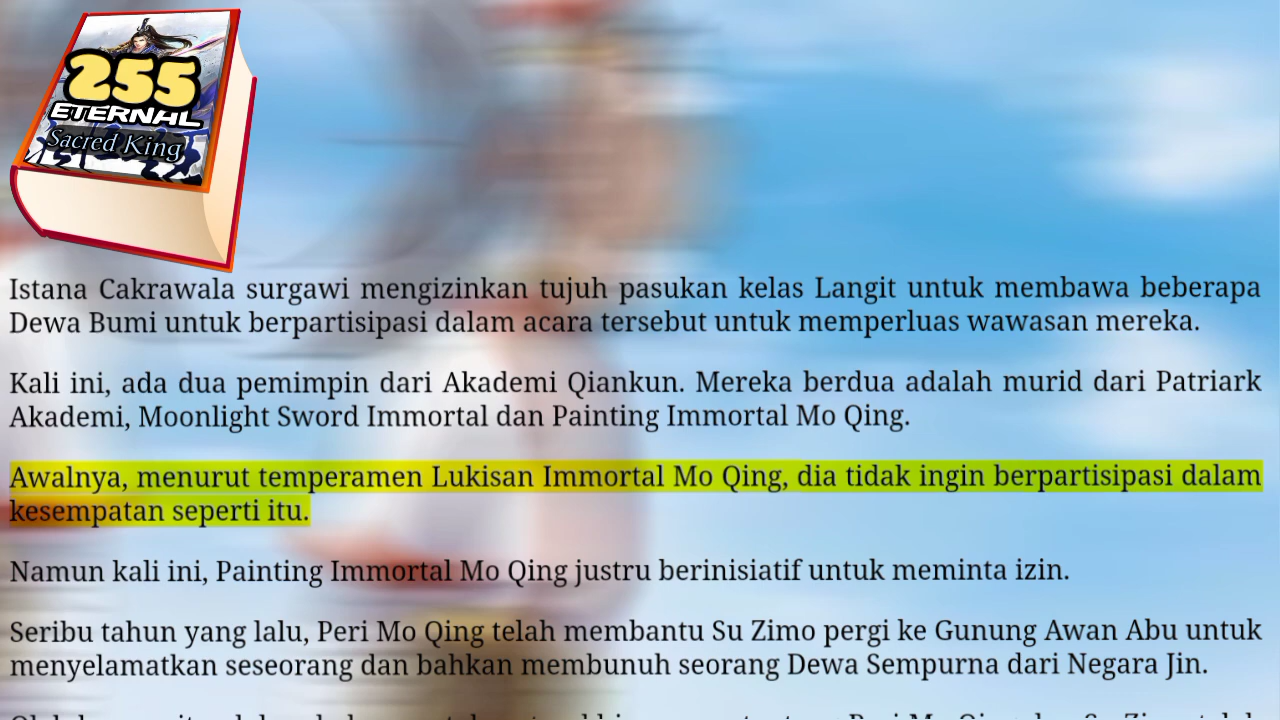 255
ETERNAL
Sacred King
Istana Cakrawala surgawi mengizinkan tujuh pasukan kelas Langit untuk membawa beberapa
Dewa Bumi untuk berpartisipasi dalam acara tersebut untuk memperluas wawasan mereka.
Kali ini, ada dua pemimpin dari Akademi Qiankun. Mereka berdua adalah murid dari Patriark
Akademi, Moonlight Sword Immortal dan Painting Immortal Mo Qing.
Awalnya, menurut temperamen Lukisan Immortal Mo Qing, dia tidak ingin berpartisipasi dalam
kesempatan seperti itu.
Namun kali ini, Painting Immortal Mo Qing justru berinisiatif untuk meminta izin.
Seribu tahun yang lalu, Peri Mo Qing telah membantu Su Zimo pergi ke Gunung Awan Abu untuk
menyelamatkan seseorang dan bahkan membunuh seorang Dewa Sempurna dari Negara Jin.